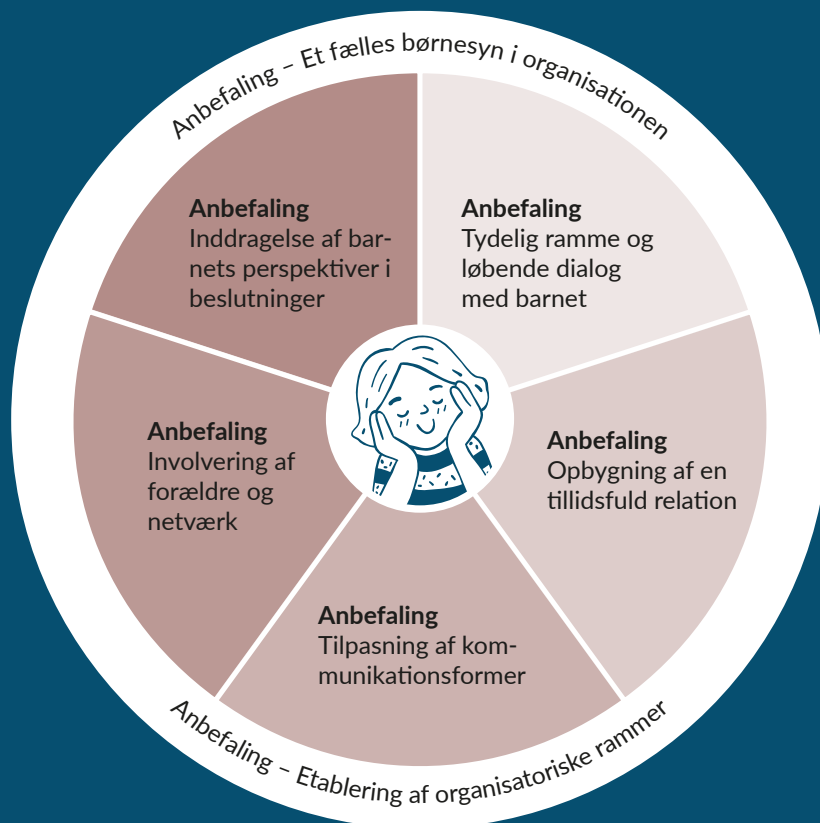 Anbefaling – Et fælles børnesyn i organisationen
Anbefaling
Inddragelse af bar-
nets perspektiver i
beslutninger
Anbefaling
Tydelig ramme og
løbende dialog
med barnet
Anbefaling
Involvering af
forældre og
netværk
Anbefaling
Opbygning af en
tillidsfuld relation
Anbefaling
Tilpasning af kom-
munikationsformer
Anbefaling – Etablering af organisatoriske rammer